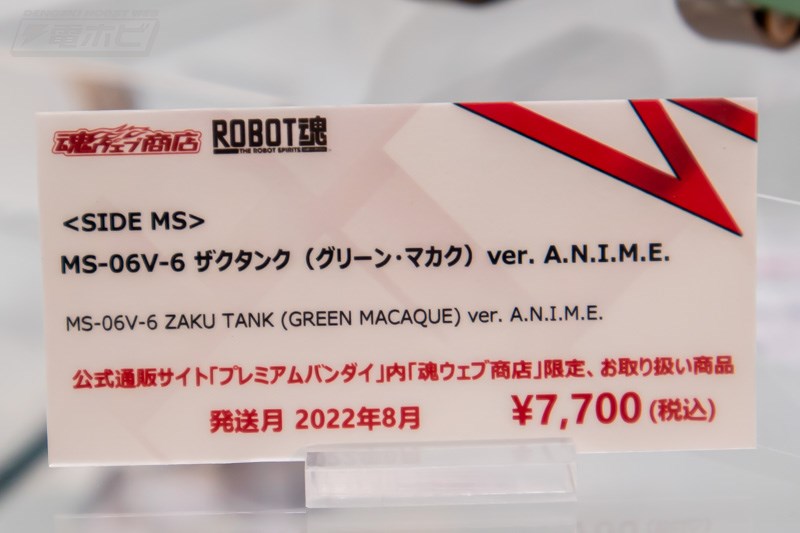 電ホビ
魂ウェブ商店 ROBOT魂
THE ROBOT SPIRITS
<SIDE MS>
MS-06V-6 ザクタンク（グリーン・マカク）ver. A.N.I.M.E.
MS-06V-6 ZAKU TANK (GREEN MACAQUE) ver. A.N.I.M.E.
公式通販サイト「プレミアムバンダイ」内「魂ウェブ商店」限定、お取り扱い商品
発送月 2022年8月 ¥7,700 (税込)